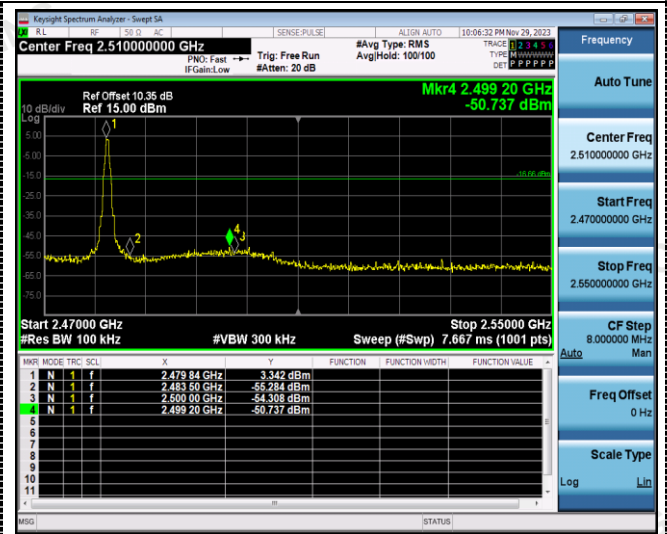 Keysight Spectrum Analyzer - Swept SA
RL RF 50 Ω AC SENSE:PULSE ALIGN AUTO 10:06:32 PM Nov 29, 2023
Center Freq 2.510000000 GHz #Avg Type: RMS TRACE 1 2 3 4 5 6
PNO: Fast Trig: Free Run Avg|Hold: 100/100 TYPE M WWWWW
IFGain:Low #Atten: 20 dB DET P P P P P P
Frequency
Auto Tune
Center Freq
2.510000000 GHz
Start Freq
2.470000000 GHz
Stop Freq
2.550000000 GHz
CF Step
8.000000 MHz
Auto Man
Freq Offset
0 Hz
Scale Type
Log Lin
Mkr4 2.499 20 GHz
-50.737 dBm
Ref Offset 10.35 dB
10 dB/div Ref 15.00 dBm
Log
5.00
-5.00
-15.0
-25.0
-35.0
-45.0
-55.0
-65.0
-75.0
1
2
4
3
-16.66 dBm
Start 2.47000 GHz Stop 2.55000 GHz
#Res BW 100 kHz #VBW 300 kHz Sweep (#Swp) 7.667 ms (1001 pts)
MKR MODE TRC SCL X Y FUNCTION FUNCTION WIDTH FUNCTION VALUE
1 N 1 f 2.479 84 GHz 3.342 dBm
2 N 1 f 2.483 50 GHz -55.284 dBm
3 N 1 f 2.500 00 GHz -54.308 dBm
4 N 1 f 2.499 20 GHz -50.737 dBm
5
6
7
8
9
10
11
MSG STATUS